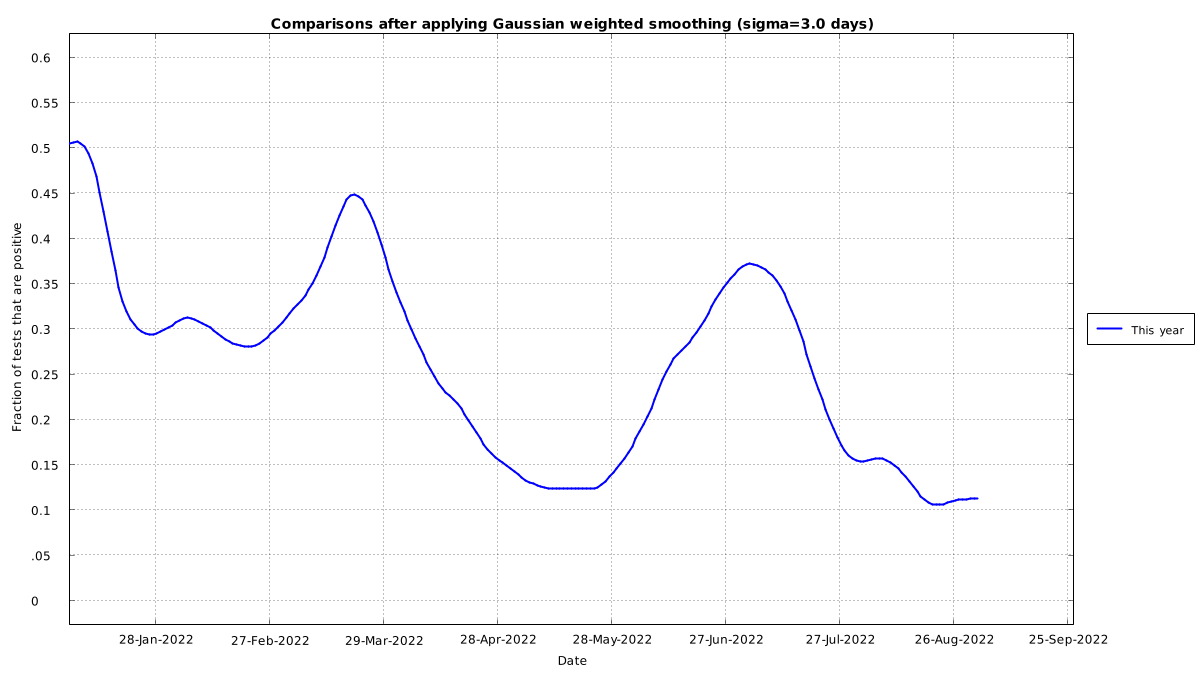 Comparisons after applying Gaussian weighted smoothing (sigma=3.0 days)
0.6
0.55
0.5
0.45
0.4
0.35
0.3
0.25
0.2
0.15
0.1
.05
0
Fraction of tests that are positive
28-Jan-2022
27-Feb-2022
29-Mar-2022
28-Apr-2022
28-May-2022
27-Jun-2022
27-Jul-2022
26-Aug-2022
25-Sep-2022
Date
This year